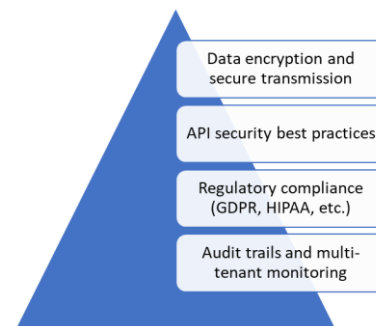 Data encryption and
secure transmission
API security best practices
Regulatory compliance
(GDPR, HIPAA, etc.)
Audit trails and multi-
tenant monitoring